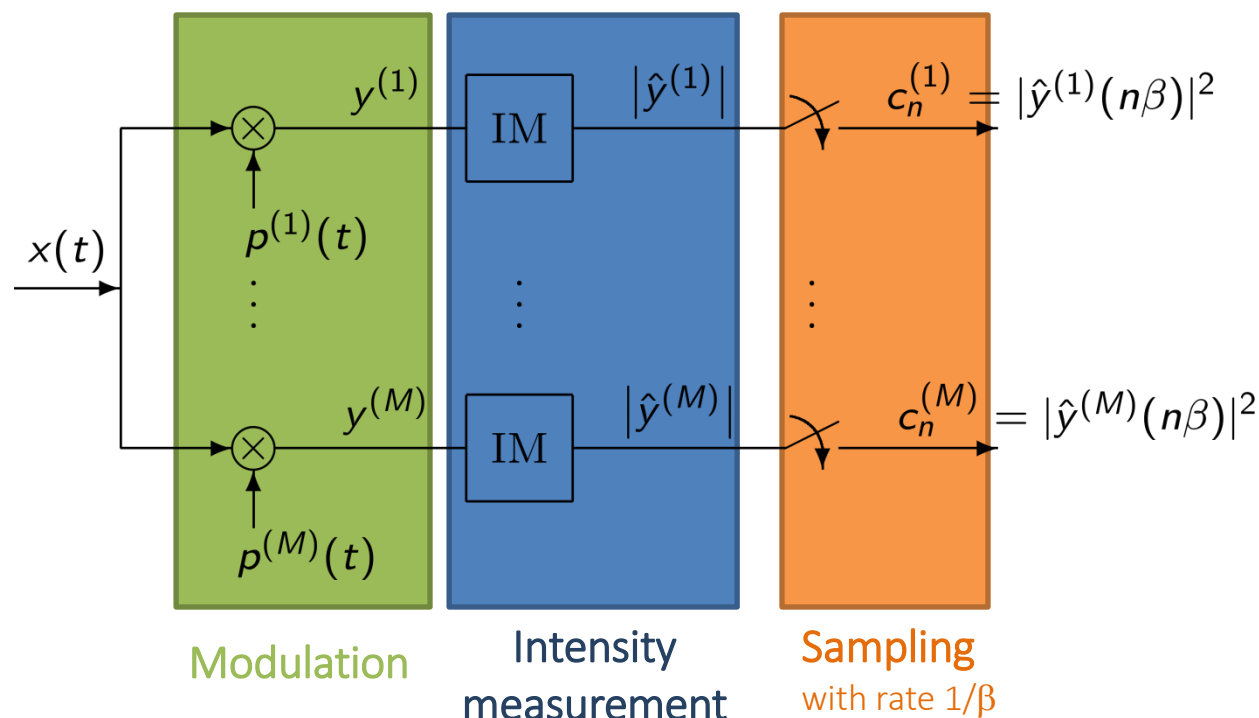 y^{(1)}
|ŷ^{(1)}|
c_n^{(1)} = |ŷ^{(1)}(nβ)|^2
×
IM
p^{(1)}(t)
x(t)
⋮ ⋮ ⋮
y^{(M)}
|ŷ^{(M)}|
c_n^{(M)} = |ŷ^{(M)}(nβ)|^2
×
IM
p^{(M)}(t)
Modulation
Intensity
measurement
Sampling
with rate 1/β